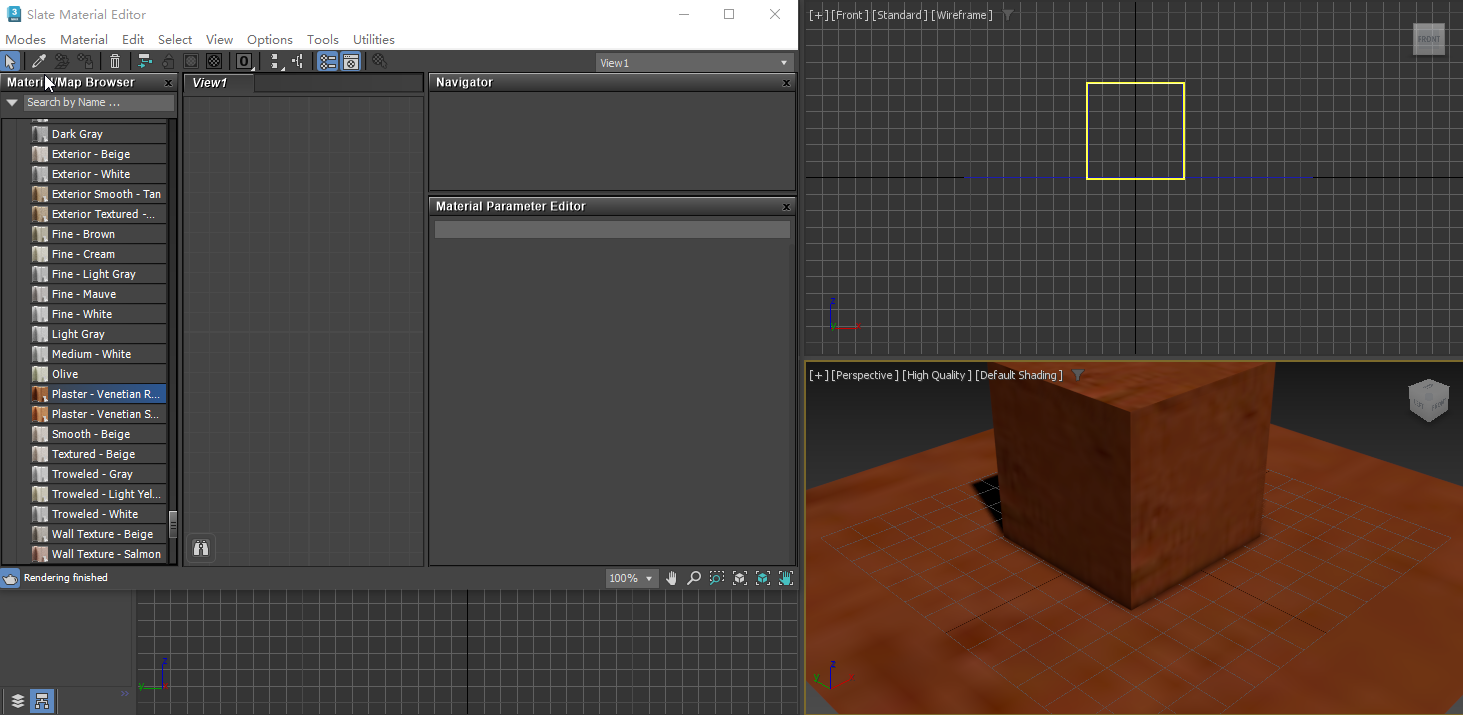 Slate Material Editor
Modes Material Edit Select View Options Tools Utilities
View1
Material/Map Browser x
View1
Navigator x
Search by Name ...
Dark Gray
Exterior - Beige
Exterior - White
Exterior Smooth - Tan
Exterior Textured -...
Fine - Brown
Fine - Cream
Fine - Light Gray
Fine - Mauve
Fine - White
Light Gray
Medium - White
Olive
Plaster - Venetian R...
Plaster - Venetian S...
Smooth - Beige
Textured - Beige
Troweled - Gray
Troweled - Light Yel...
Troweled - White
Wall Texture - Beige
Wall Texture - Salmon
Material Parameter Editor x
Rendering finished
100%
z
y
[+] [Front ] [Standard ] [Wireframe ]
FRONT
z
[+] [Perspective ] [High Quality ] [Default Shading ]
LEFT FRONT
z
y